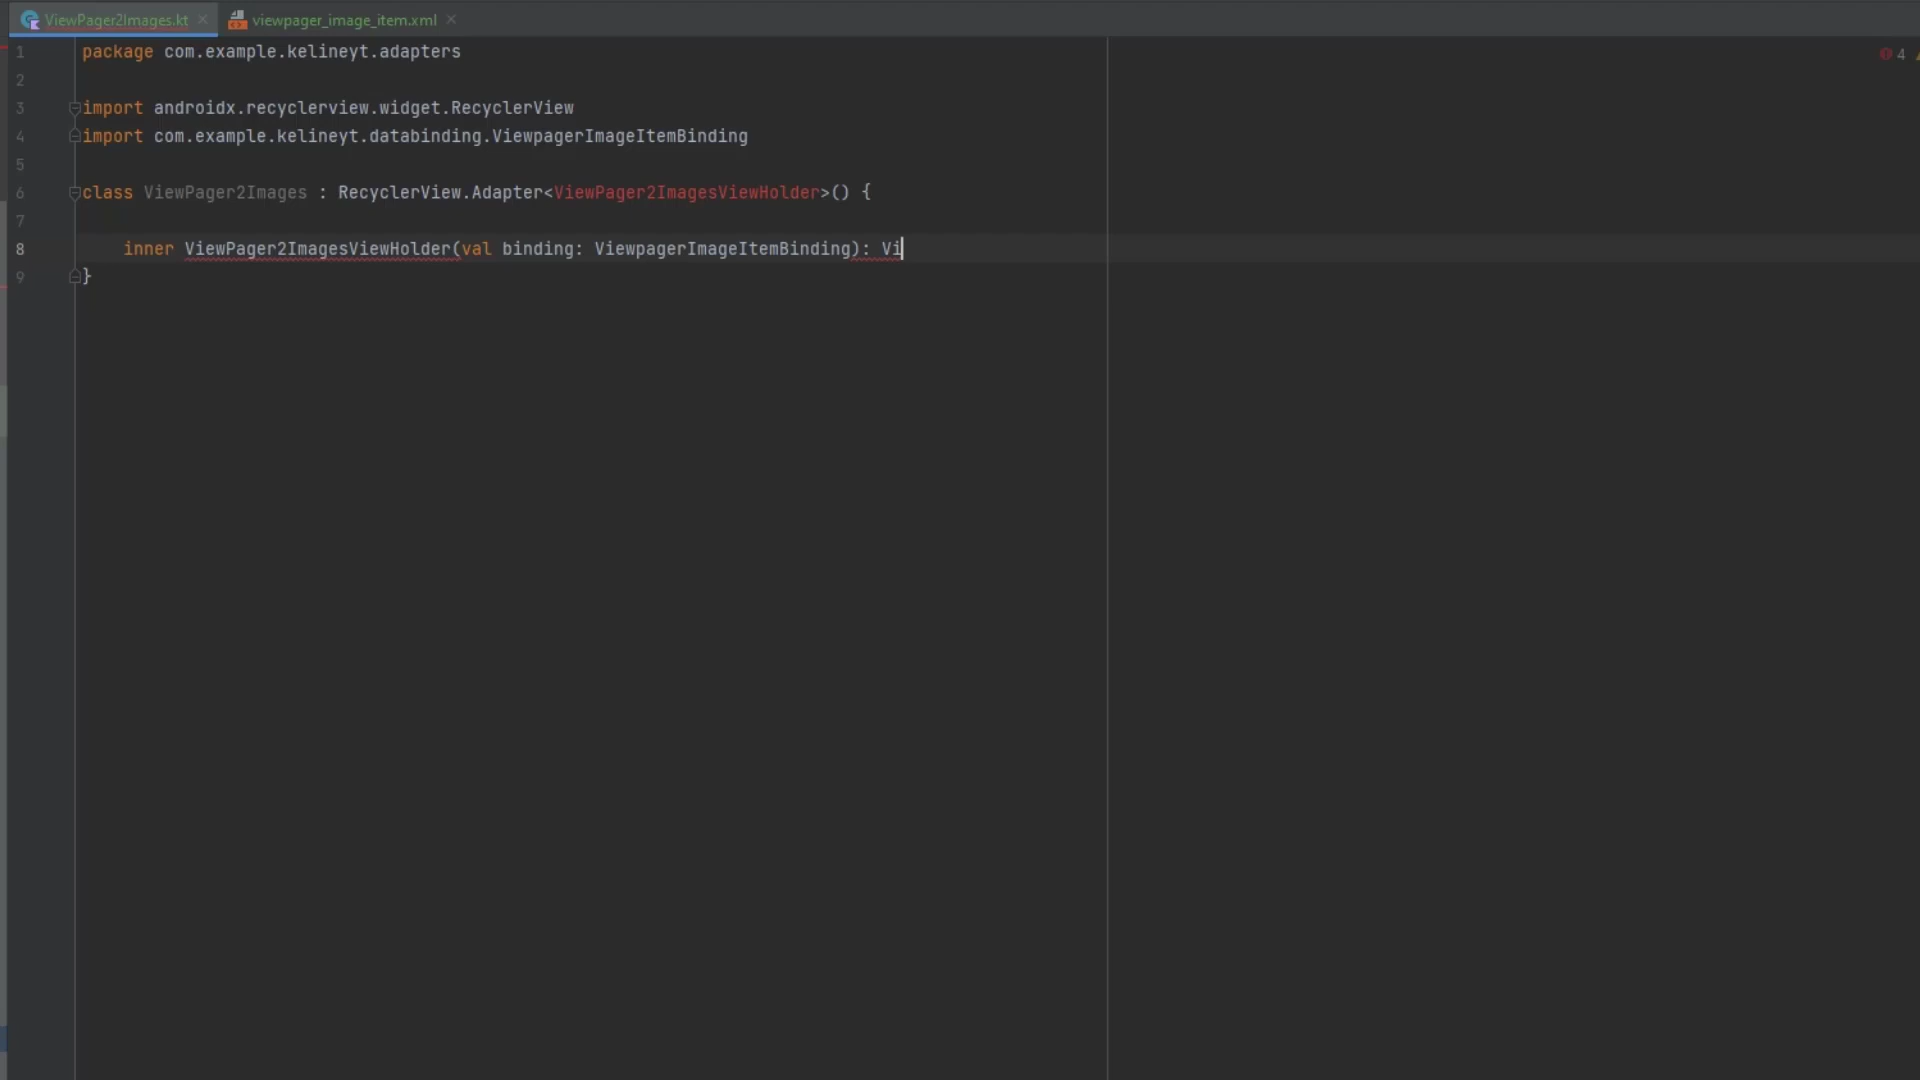 ViewPager2Images.kt viewpager_image_item.xml
1 package com.example.kelineyt.adapters
4
2
3 import androidx.recyclerview.widget.RecyclerView
4 import com.example.kelineyt.databinding.ViewpagerImageItemBinding
5
6 class ViewPager2Images : RecyclerView.Adapter<ViewPager2ImagesViewHolder>() {
7
8 inner ViewPager2ImagesViewHolder(val binding: ViewpagerImageItemBinding): Vi
9 }